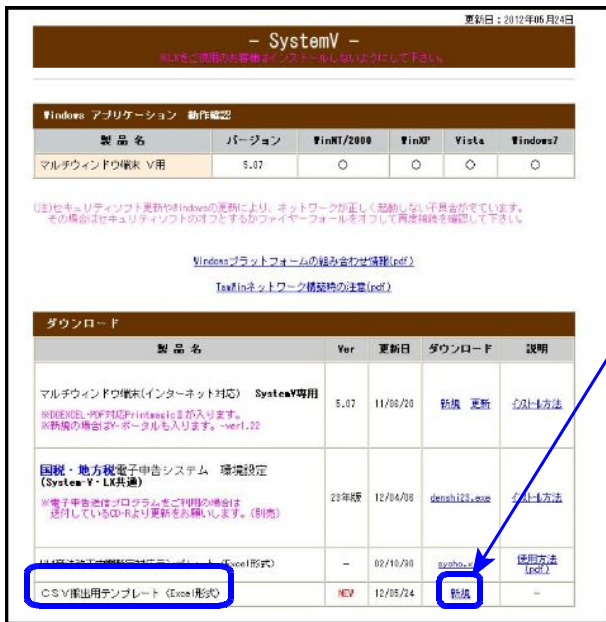 更新日：2012年05月24日
− SystemV −
※LXをご使用のお客様はインストールしないようにして下さい。
Windows アプリケーション 動作確認
製品名 バージョン WinNT/2000 WinXP Vista Windows7
マルチウィンドウ端末 V用 5.07 ○ ○ ○ ○
(注)セキュリティソフト更新やWindowsの更新により、ネットワークが正しく起動しない不具合がでています。
その場合はセキュリティソフトのオフとするかファイヤーフォールをオフして再度接続を確認して下さい。
Windowsプラットフォームの組み合わせ情報(pdf)
TaxWinネットワーク構築時の注意(pdf)
ダウンロード
製品名 Ver 更新日 ダウンロード 説明
マルチウィンドウ端末(インターネット対応) SystemV専用 5.07 11/06/20 新規 更新 インストール方法
※DDEXCEL･PDF対応PrintmagicⅡが入ります。
※新規の場合はV-ポータルも入ります。-ver1.22
国税・地方税電子申告システム 環境設定
(System-V・LX共通)
23年版 12/04/06 denshi23.exe インストール方法
※電子申告送信プログラムをご利用の場合は
送付しているCD-Rより更新をお願いします。(別売)
(Excel形式) − 02/10/30 使用方法
(pdf)
CSV搬出用テンプレート (Excel形式) NEW 12/05/24 新規 −